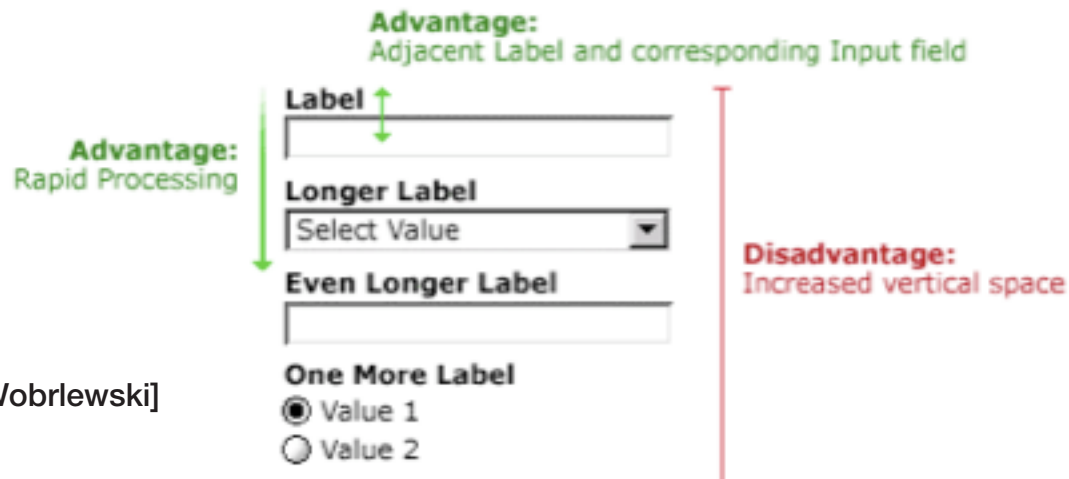 Advantage:
Adjacent Label and corresponding Input field
Label
Advantage:
Rapid Processing
Longer Label
Select Value
Disadvantage:
Increased vertical space
Even Longer Label
One More Label
obrlewski]
Value 1
Value 2